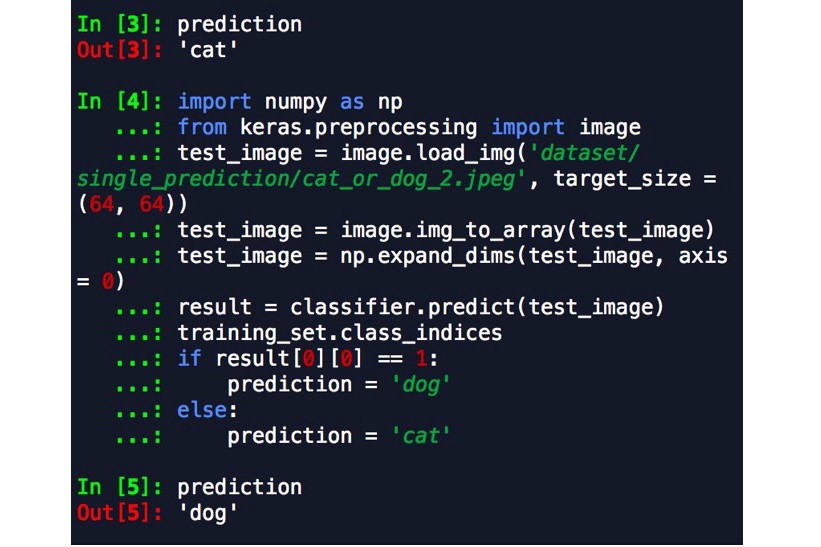 In [3]: prediction
Out[3]: 'cat'
In [4]: import numpy as np
...: from keras.preprocessing import image
...: test_image = image.load_img('dataset/
single_prediction/cat_or_dog_2.jpeg', target_size =
(64, 64))
...: test_image = image.img_to_array(test_image)
...: test_image = np.expand_dims(test_image, axis
= 0)
...: result = classifier.predict(test_image)
...: training_set.class_indices
...: if result[0][0] == 1:
...:     prediction = 'dog'
...: else:
...:     prediction = 'cat'
In [5]: prediction
Out[5]: 'dog'